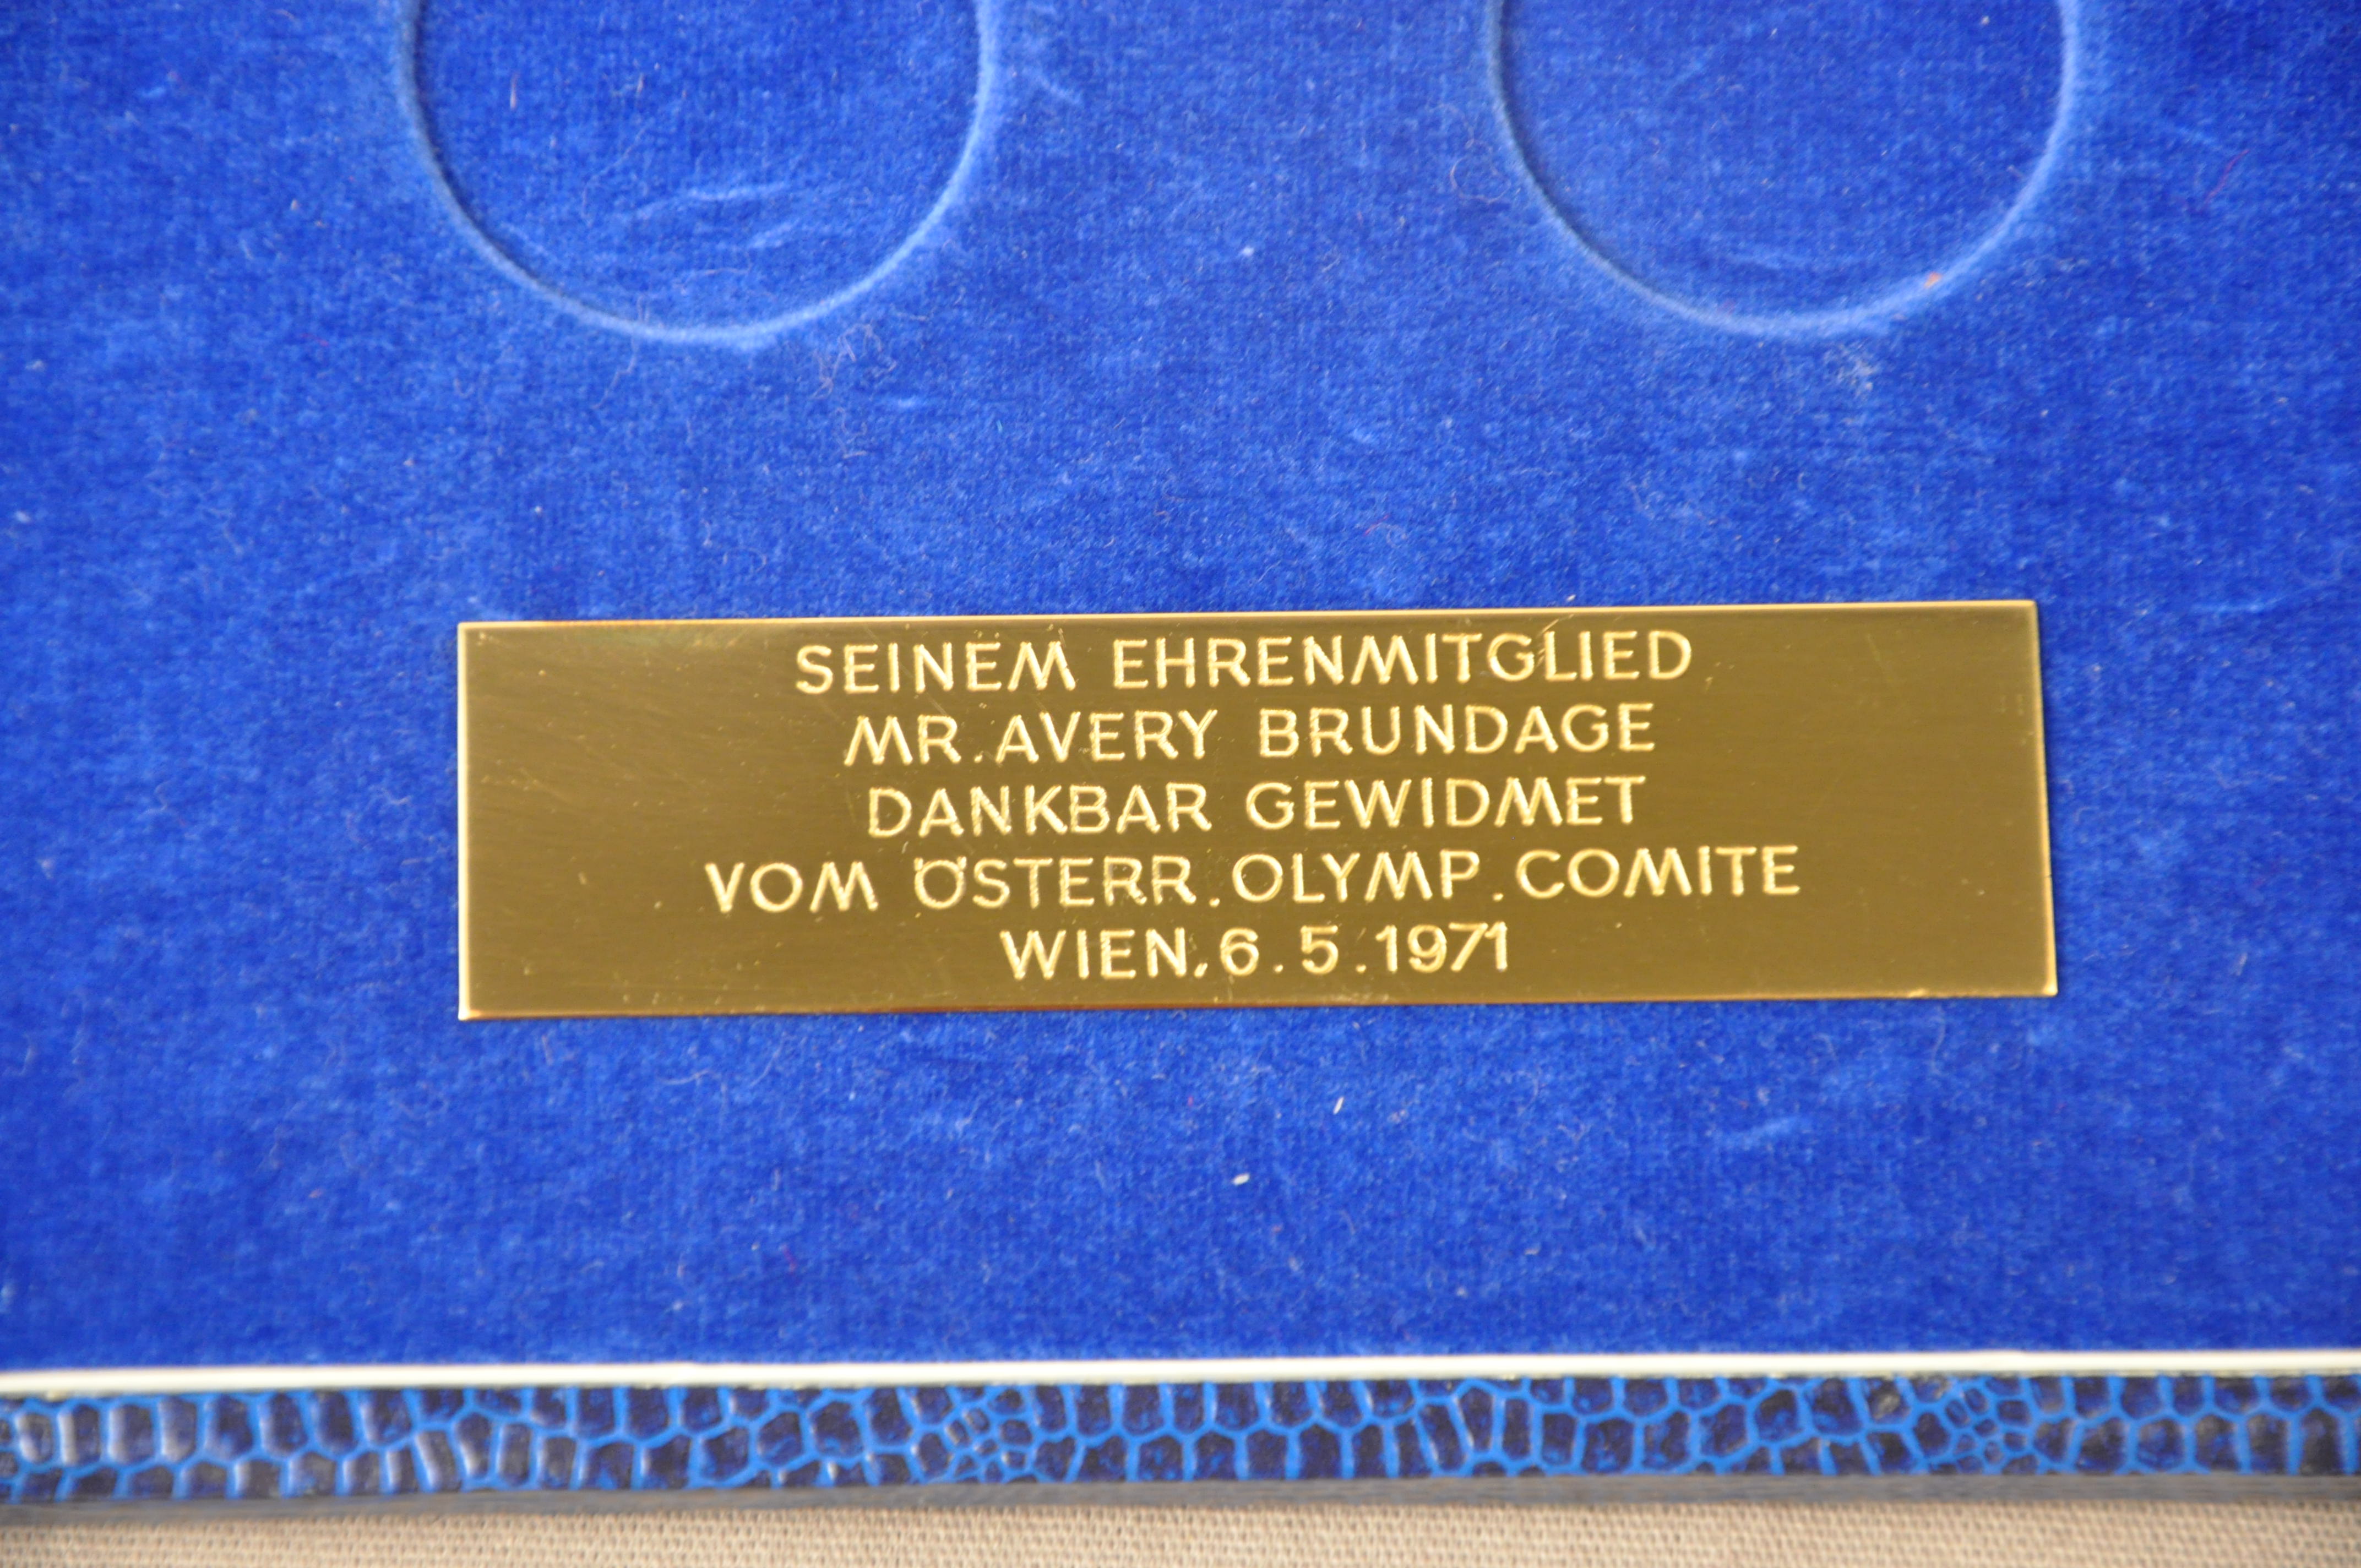 SEINEM EHRENMITGLIED
MR. AVERY BRUNDAGE
DANKBAR GEWIDMET
VOM ÖSTERR. OLYMP. COMITE
WIEN, 6.5.1971